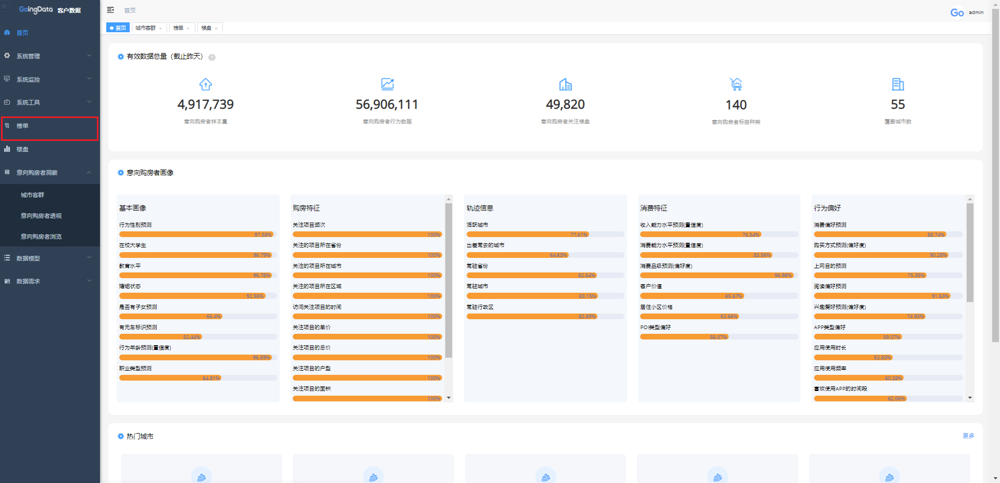 GoingData 客户数据
首页
系统管理
系统监控
系统工具
榜单
楼盘
意向购房者洞察
城市客群
意向购房者透视
意向购房者浏览
数据模型
数据需求
首页
Go admin
首页 城市客群 × 榜单 × 楼盘 ×
有效数据总量（截止昨天） ?
4,917,739
意向购房者样本量
56,906,111
意向购房者行为数据
49,820
意向购房者关注楼盘
140
意向购房者标签种类
55
覆盖城市数
意向购房者画像
基本画像
行为性别预测
97.58%
在校大学生
96.79%
教育水平
96.78%
婚姻状态
92.55%
是否有子女预测
65.4%
有无车标识预测
52.44%
行为年龄预测(置信度)
96.59%
职业类型预测
64.81%
购房特征
关注项目频次
100%
关注的项目所在省份
100%
关注的项目所在城市
100%
关注的项目所在区域
100%
访问关注项目的时间
100%
关注项目的单价
100%
关注项目的总价
100%
关注项目的户型
100%
关注项目的面积
100%
轨迹信息
活跃城市
77.61%
出差常去的城市
64.63%
常驻省份
82.54%
常驻城市
83.15%
常驻行政区
82.89%
消费特征
收入能力水平预测(置信度)
76.54%
消费能力水平预测(置信度)
83.56%
消费品级预测(偏好度)
96.98%
客户价值
65.67%
居住小区价格
62.66%
POI类型偏好
56.07%
行为偏好
消费偏好预测
88.74%
购买方式预测(偏好度)
90.28%
上网目的预测
75.35%
阅读偏好预测
91.63%
兴趣爱好预测(偏好度)
74.93%
APP类型偏好
59.07%
应用使用时长
52.83%
应用使用频率
60.28%
喜欢使用APP的时间段
62.06%
热门城市
更多